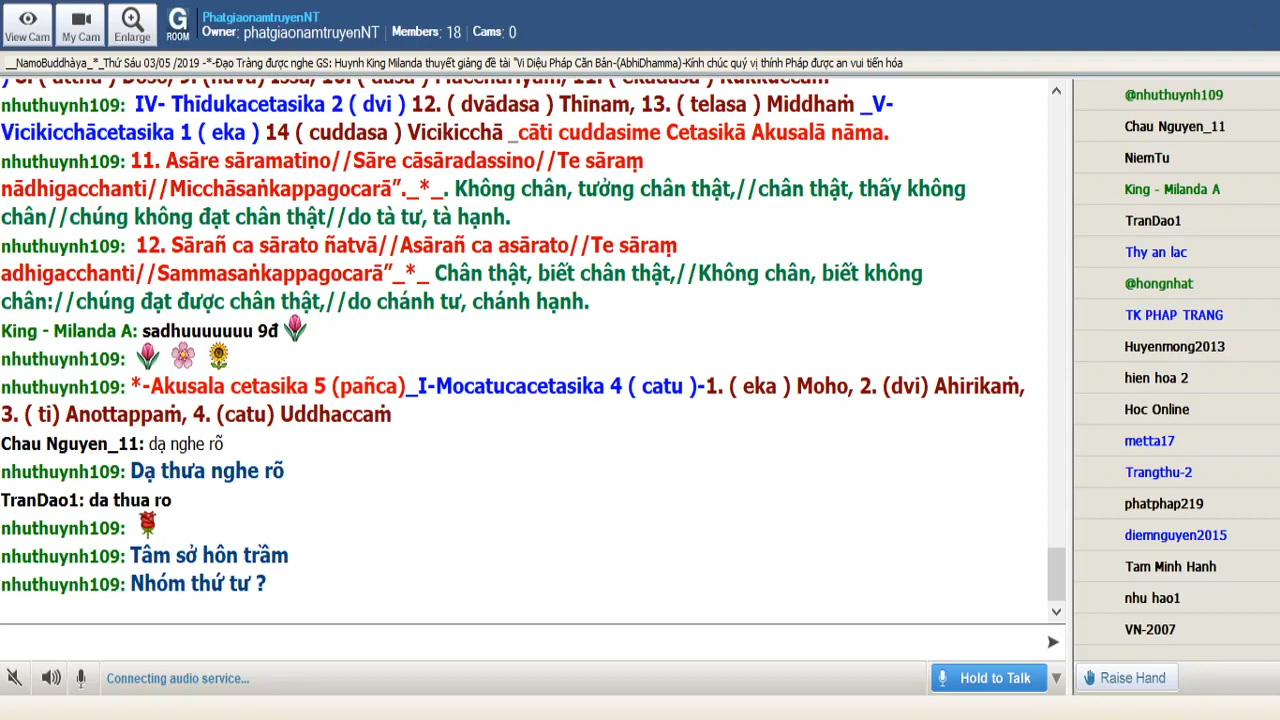 View Cam
My Cam
Enlarge
G
ROOM
PhatgiaonamtruyenNT
Owner: phatgiaonamtruyenNT Members: 18 Cams: 0
__NamoBuddhàya_*_Thứ Sáu 03/05 /2019 -*-Đạo Tràng được nghe GS: Huynh King Milanda thuyết giảng đề tài "Vi Diệu Pháp Căn Bản-(AbhiDhamma)-Kính chúc quý vị thính Pháp được an vui tiến hóa
nhuthuynh109: IV- Thīdukacetasika 2 ( dvi ) 12. ( dvādasa ) Thīnam, 13. ( telasa ) Middhaṁ _V-
Vicikicchācetasika 1 ( eka ) 14 ( cuddasa ) Vicikicchā _cāti cuddasime Cetasikā Akusalā nāma.
nhuthuynh109: 11. Asāre sāramatino//Sāre cāsāradassino//Te sāraṃ
nādhigacchanti//Micchāsaṅkappagocarā”._*_. Không chân, tưởng chân thật,//chân thật, thấy không
chân//chúng không đạt chân thật//do tà tư, tà hạnh.
nhuthuynh109: 12. Sārañ ca sārato ñatvā//Asārañ ca asārato//Te sāraṃ
adhigacchanti//Sammasaṅkappagocarā”_*_ Chân thật, biết chân thật,//Không chân, biết không
chân://chúng đạt được chân thật,//do chánh tư, chánh hạnh.
King - Milanda A: sadhuuuuuuu 9đ
nhuthuynh109:
nhuthuynh109: *-Akusala cetasika 5 (pañca)_I-Mocatucacetasika 4 ( catu )-1. ( eka ) Moho, 2. (dvi) Ahirikaṁ,
3. ( ti) Anottappaṁ, 4. (catu) Uddhaccaṁ
Chau Nguyen_11: dạ nghe rõ
nhuthuynh109: Dạ thưa nghe rõ
TranDao1: da thua ro
nhuthuynh109:
nhuthuynh109: Tâm sở hôn trầm
nhuthuynh109: Nhóm thứ tư ?
@nhuthuynh109
Chau Nguyen_11
NiemTu
King - Milanda A
TranDao1
Thy an lac
@hongnhat
TK PHAP TRANG
Huyenmong2013
hien hoa 2
Hoc Online
metta17
Trangthu-2
phatphap219
diemnguyen2015
Tam Minh Hanh
nhu hao1
VN-2007
Connecting audio service...
Hold to Talk
Raise Hand